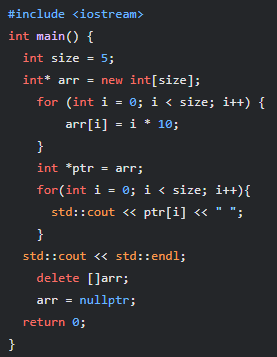 #include <iostream>
int main() {
  int size = 5;
  int* arr = new int[size];
    for (int i = 0; i < size; i++) {
        arr[i] = i * 10;
    }
    int *ptr = arr;
    for(int i = 0; i < size; i++){
      std::cout << ptr[i] << " ";
    }
  std::cout << std::endl;
    delete []arr;
    arr = nullptr;
  return 0;
}